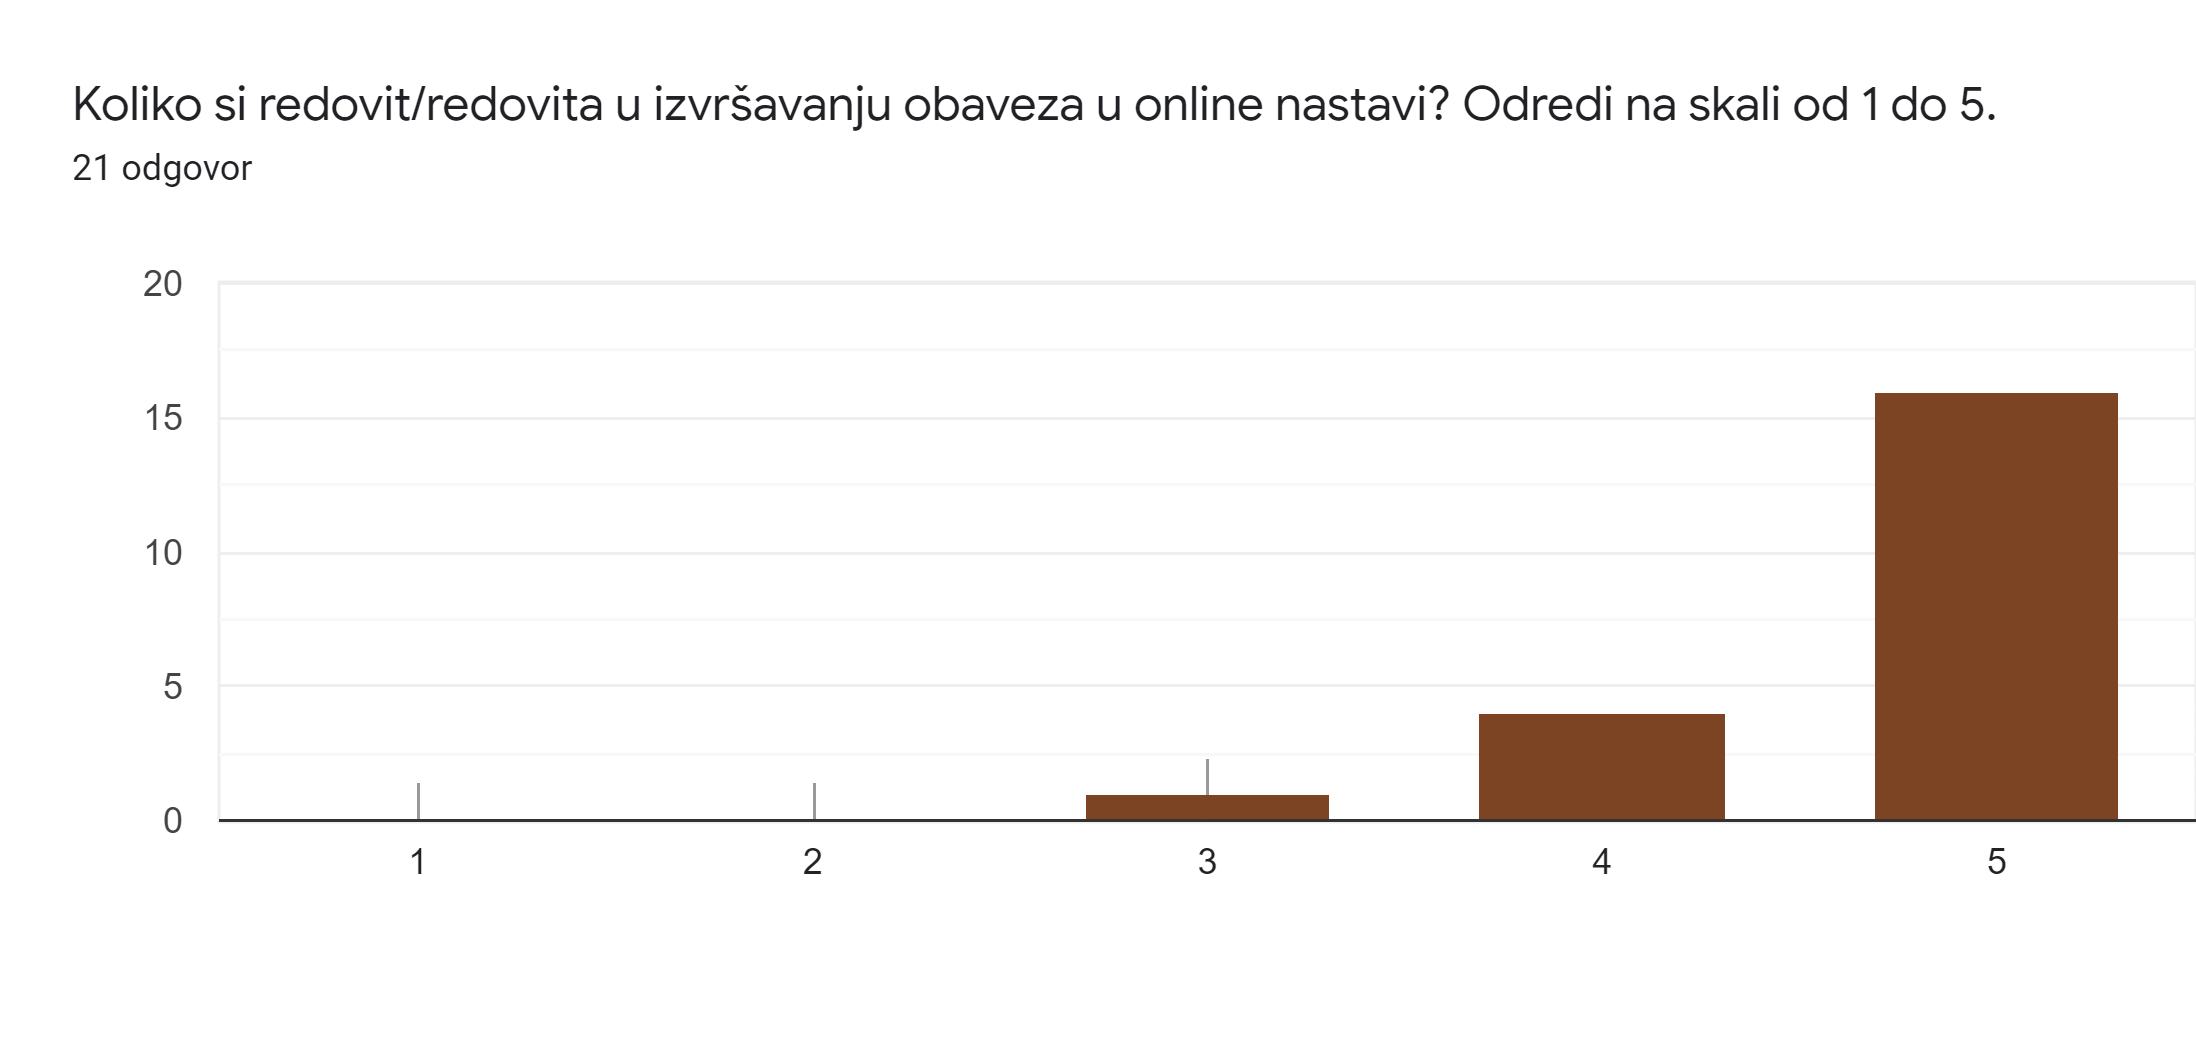 Koliko si redovit/redovita u izvršavanju obaveza u online nastavi? Odredi na skali od 1 do 5.
21 odgovor
20
15
10
5
0
1 2 3 4 5